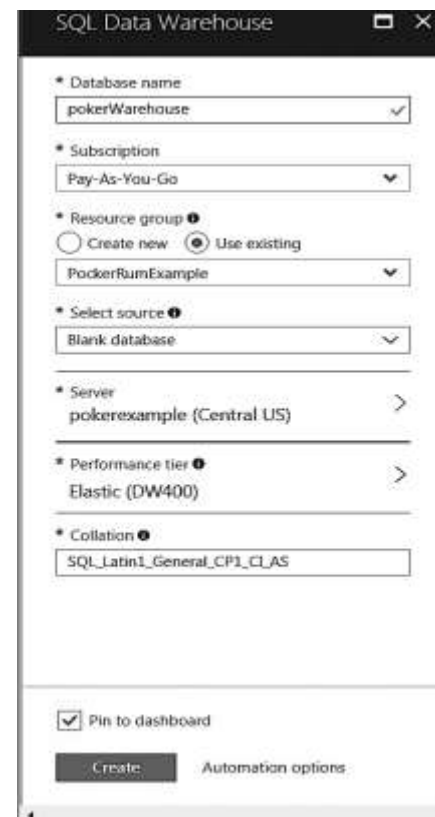 SQL Data Warehouse
* Database name
pokerWarehouse
* Subscription
Pay-As-You-Go
* Resource group
Create new Use existing
PockerRumExample
* Select source
Blank database
* Server
pokerexample (Central US)
* Performance tier
Elastic (DW400)
* Collation
SQL_Latin1_General_CP1_CI_AS
Pin to dashboard
Create Automation options